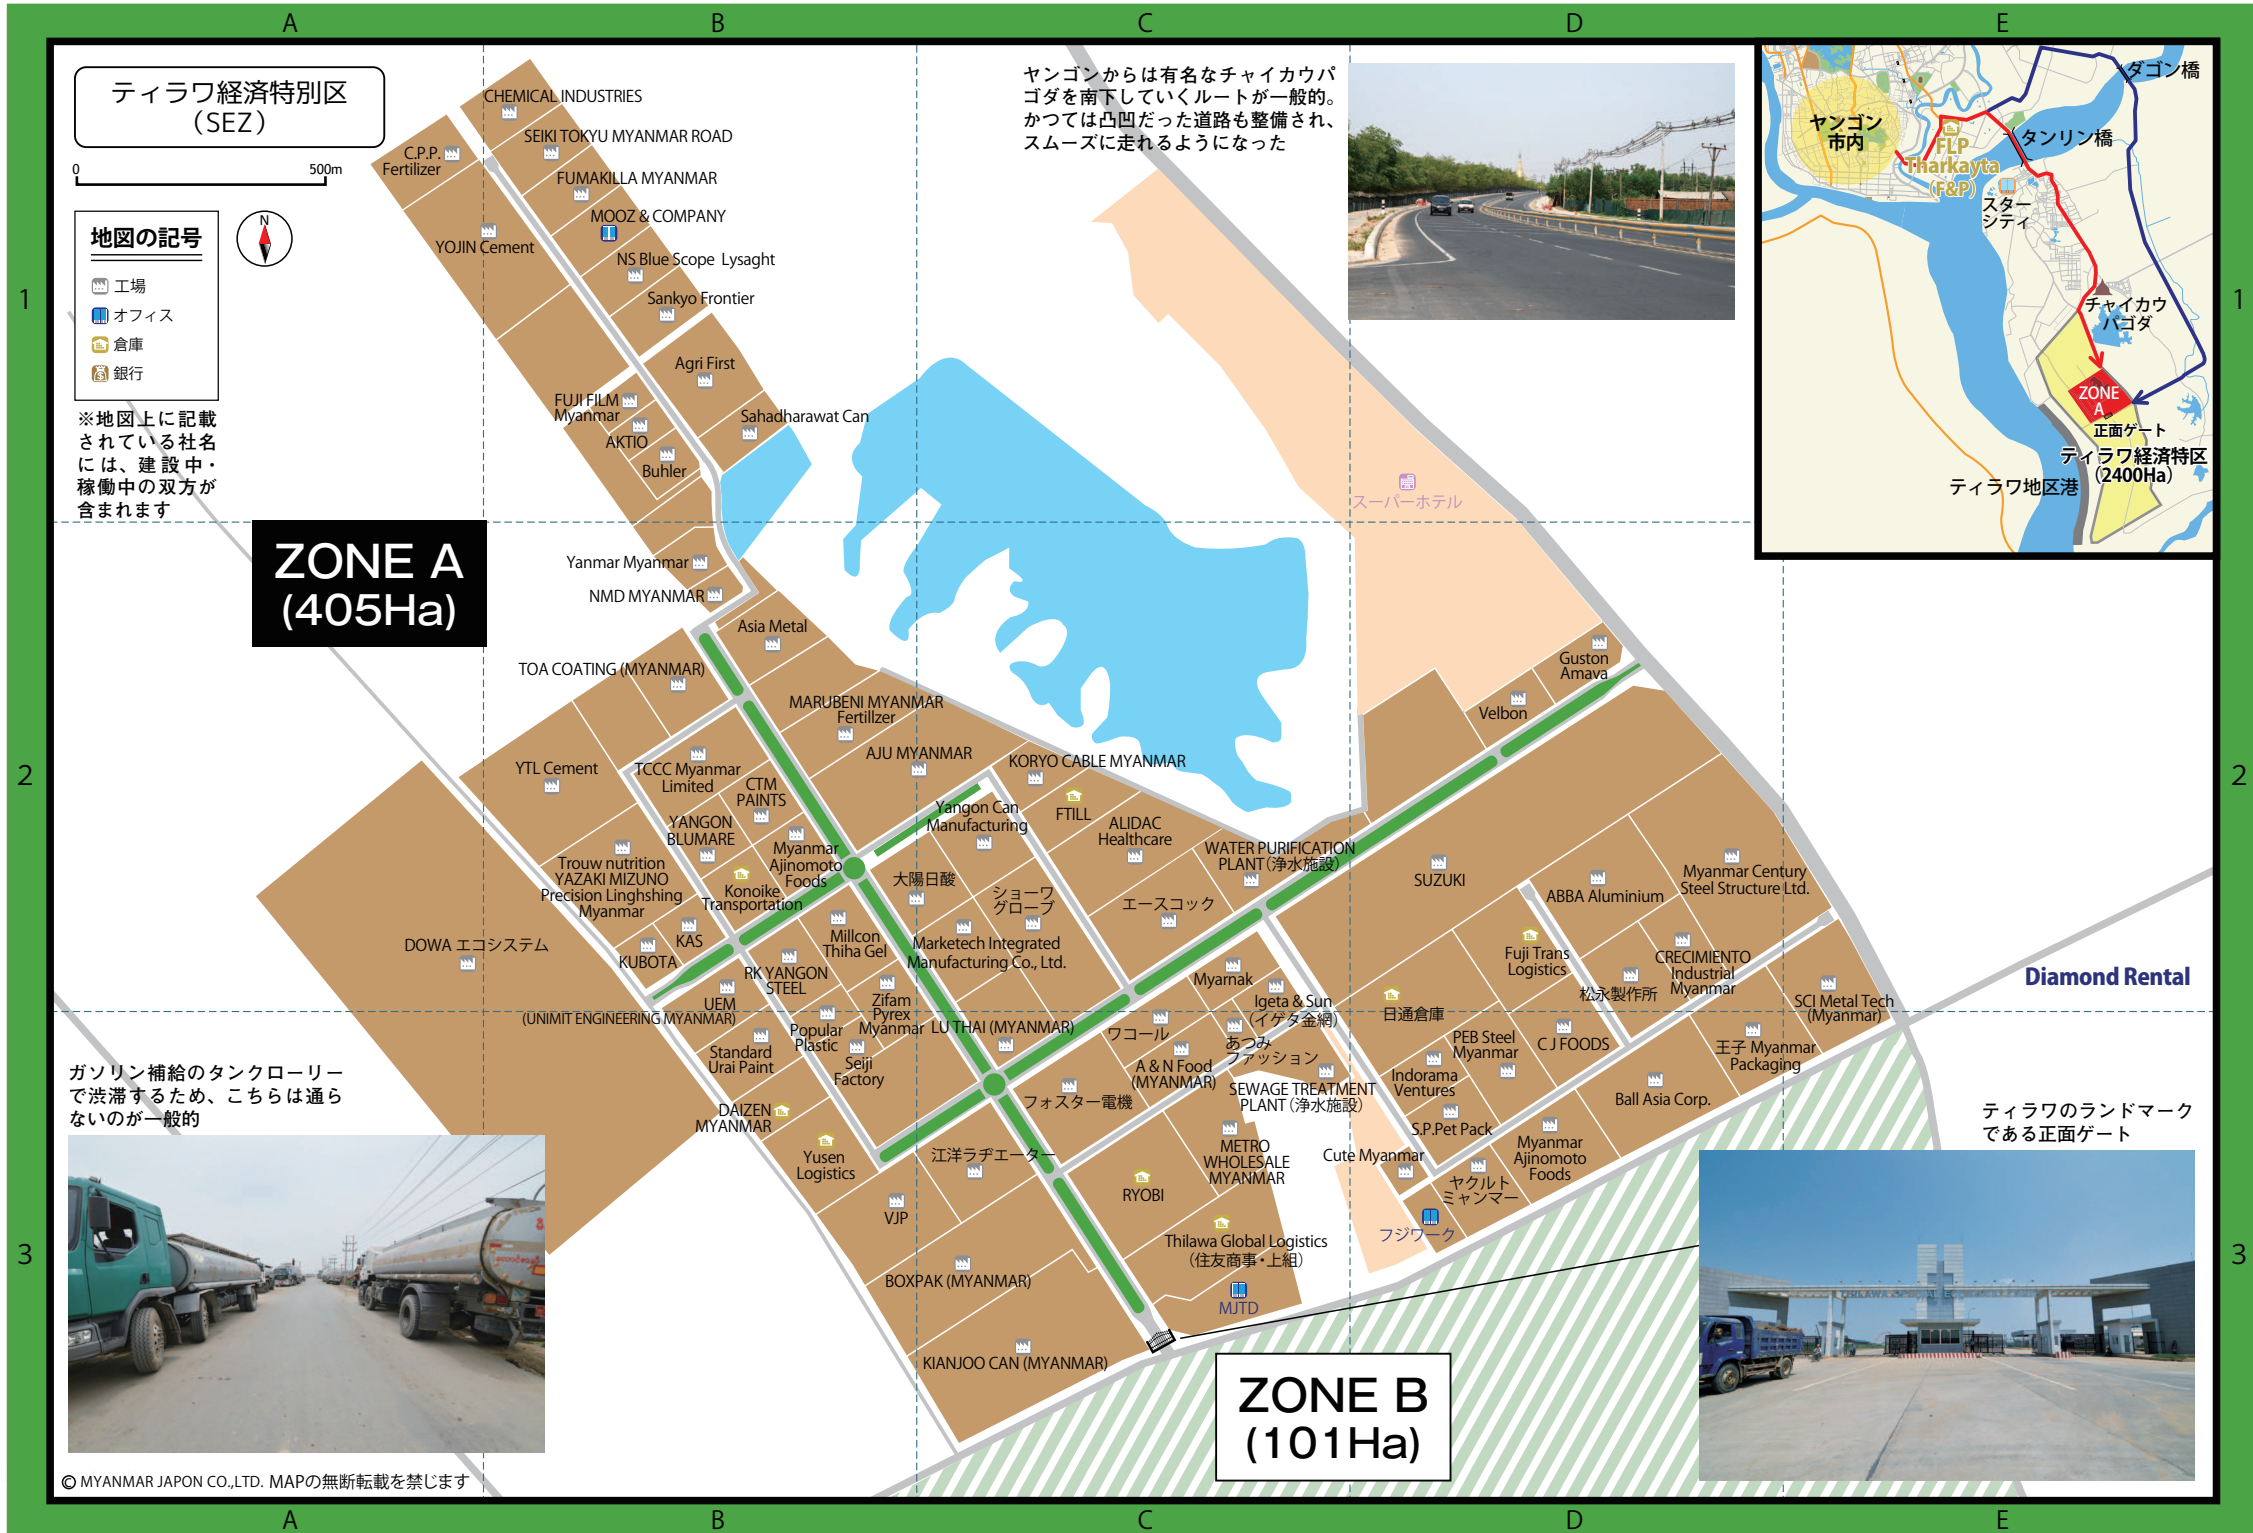 A
B
C
D
E
1
2
3
1
2
3
A
B
C
D
E
ティラワ経済特別区
（SEZ）
0
500m
地図の記号
N
工場
オフィス
倉庫
銀行
※地図上に記載
されている社名
には、建設中・
稼働中の双方が
含まれます
ZONE A
(405Ha)
ヤンゴンからは有名なチャイカウパ
ゴダを南下していくルートが一般的。
かつては凸凹だった道路も整備され、
スムーズに走れるようになった
ダゴン橋
ヤンゴン
市内
タンリン橋
FLP
Tharkayta
(F&P)
スター
シティ
チャイカウ
パゴダ
ZONE
A
正面ゲート
ティラワ経済特区
(2400Ha)
ティラワ地区港
CHEMICAL INDUSTRIES
SEIKI TOKYU MYANMAR ROAD
C.P.P.
Fertilizer
FUMAKILLA MYANMAR
MOOZ & COMPANY
YOJIN Cement
NS Blue Scope Lysaght
Sankyo Frontier
Agri First
FUJI FILM
Myanmar
Sahadharawat Can
AKTIO
Buhler
スーパーホテル
Yanmar Myanmar
NMD MYANMAR
Asia Metal
TOA COATING (MYANMAR)
Guston
Amava
MARUBENI MYANMAR
Fertillzer
Velbon
AJU MYANMAR
KORYO CABLE MYANMAR
YTL Cement
TCCC Myanmar
Limited
CTM
PAINTS
Yangon Can
Manufacturing
FTILL
YANGON
BLUMARE
ALIDAC
Healthcare
Myanmar
Ajinomoto
Foods
WATER PURIFICATION
PLANT（浄水施設）
Trouw nutrition
YAZAKI MIZUNO
Precision Linghshing
Myanmar
大陽日酸
Konoike
Transportation
ショーワ
グローブ
エースコック
SUZUKI
ABBA Aluminium
Myanmar Century
Steel Structure Ltd.
DOWA エコシステム
KAS
KUBOTA
Millcon
Thiha Gel
Marketech Integrated
Manufacturing Co., Ltd.
Fuji Trans
Logistics
CRECIMIENTO
Industrial
Myanmar
RK YANGON
STEEL
Myarnak
松永製作所
Diamond Rental
UEM
(UNIMIT ENGINEERING MYANMAR)
Zifam
Pyrex
Myanmar
Igeta & Sun
（イゲタ金網）
日通倉庫
SCI Metal Tech
(Myanmar)
Popular
Plastic
LU THAI (MYANMAR)
ワコール
あつみ
ファッション
Standard
Urai Paint
Seiji
Factory
A & N Food
(MYANMAR)
PEB Steel
Myanmar
C J FOODS
王子 Myanmar
Packaging
Indorama
Ventures
SEWAGE TREATMENT
PLANT（浄水施設）
フォスター電機
Ball Asia Corp.
DAIZEN
MYANMAR
S.P.Pet Pack
Yusen
Logistics
江洋ラヂエーター
METRO
WHOLESALE
MYANMAR
Cute Myanmar
Myanmar
Ajinomoto
Foods
RYOBI
ヤクルト
ミャンマー
VJP
フジワーク
Thilawa Global Logistics
（住友商事・上組）
BOXPAK (MYANMAR)
MJTD
KIANJOO CAN (MYANMAR)
ZONE B
(101Ha)
ガソリン補給のタンクローリー
で渋滞するため、こちらは通ら
ないのが一般的
ティラワのランドマーク
である正面ゲート
© MYANMAR JAPON CO.,LTD. MAPの無断転載を禁じます